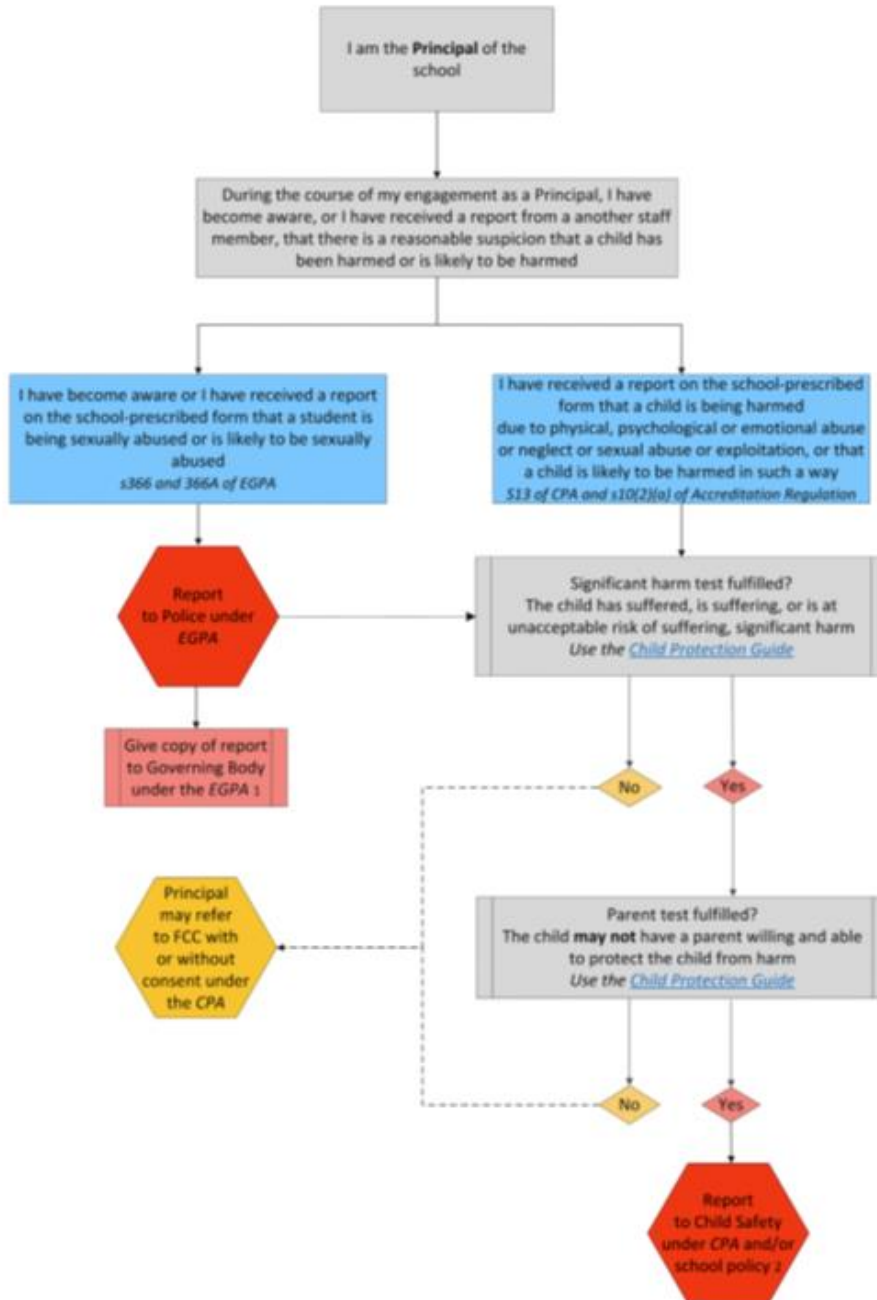 I am the Principal of the
school
During the course of my engagement as a Principal, I have
become aware, or I have received a report from a another staff
member, that there is a reasonable suspicion that a child has
been harmed or is likely to be harmed
I have become aware or I have received a report
on the school-prescribed form that a student is
being sexually abused or is likely to be sexually
abused
s366 and 366A of EGPA
I have received a report on the school-prescribed
form that a child is being harmed
due to physical, psychological or emotional abuse
or neglect or sexual abuse or exploitation, or that
a child is likely to be harmed in such a way
S13 of CPA and s10(2)(a) of Accreditation Regulation
Report
to Police under
EGPA
Significant harm test fulfilled?
The child has suffered, is suffering, or is at
unacceptable risk of suffering, significant harm
Use the Child Protection Guide
Give copy of report
to Governing Body
under the EGPA 1
No
Yes
Principal
may refer
to FCC with
or without
consent under
the CPA
Parent test fulfilled?
The child may not have a parent willing and able
to protect the child from harm
Use the Child Protection Guide
No
Yes
Report
to Child Safety
under CPA and/or
school policy 2